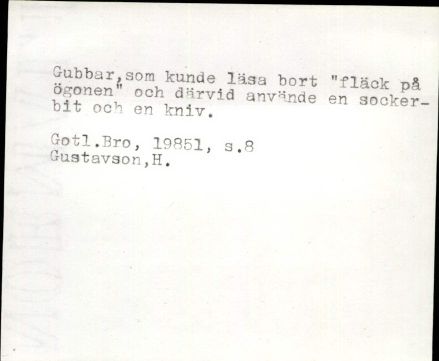 Gubbar,som kunde läsa bort "fläck på
ögonen" och därvid använde en socker-
bit och en kniv.
Gotl.Bro, 19851, s.8
Gustavson,H.